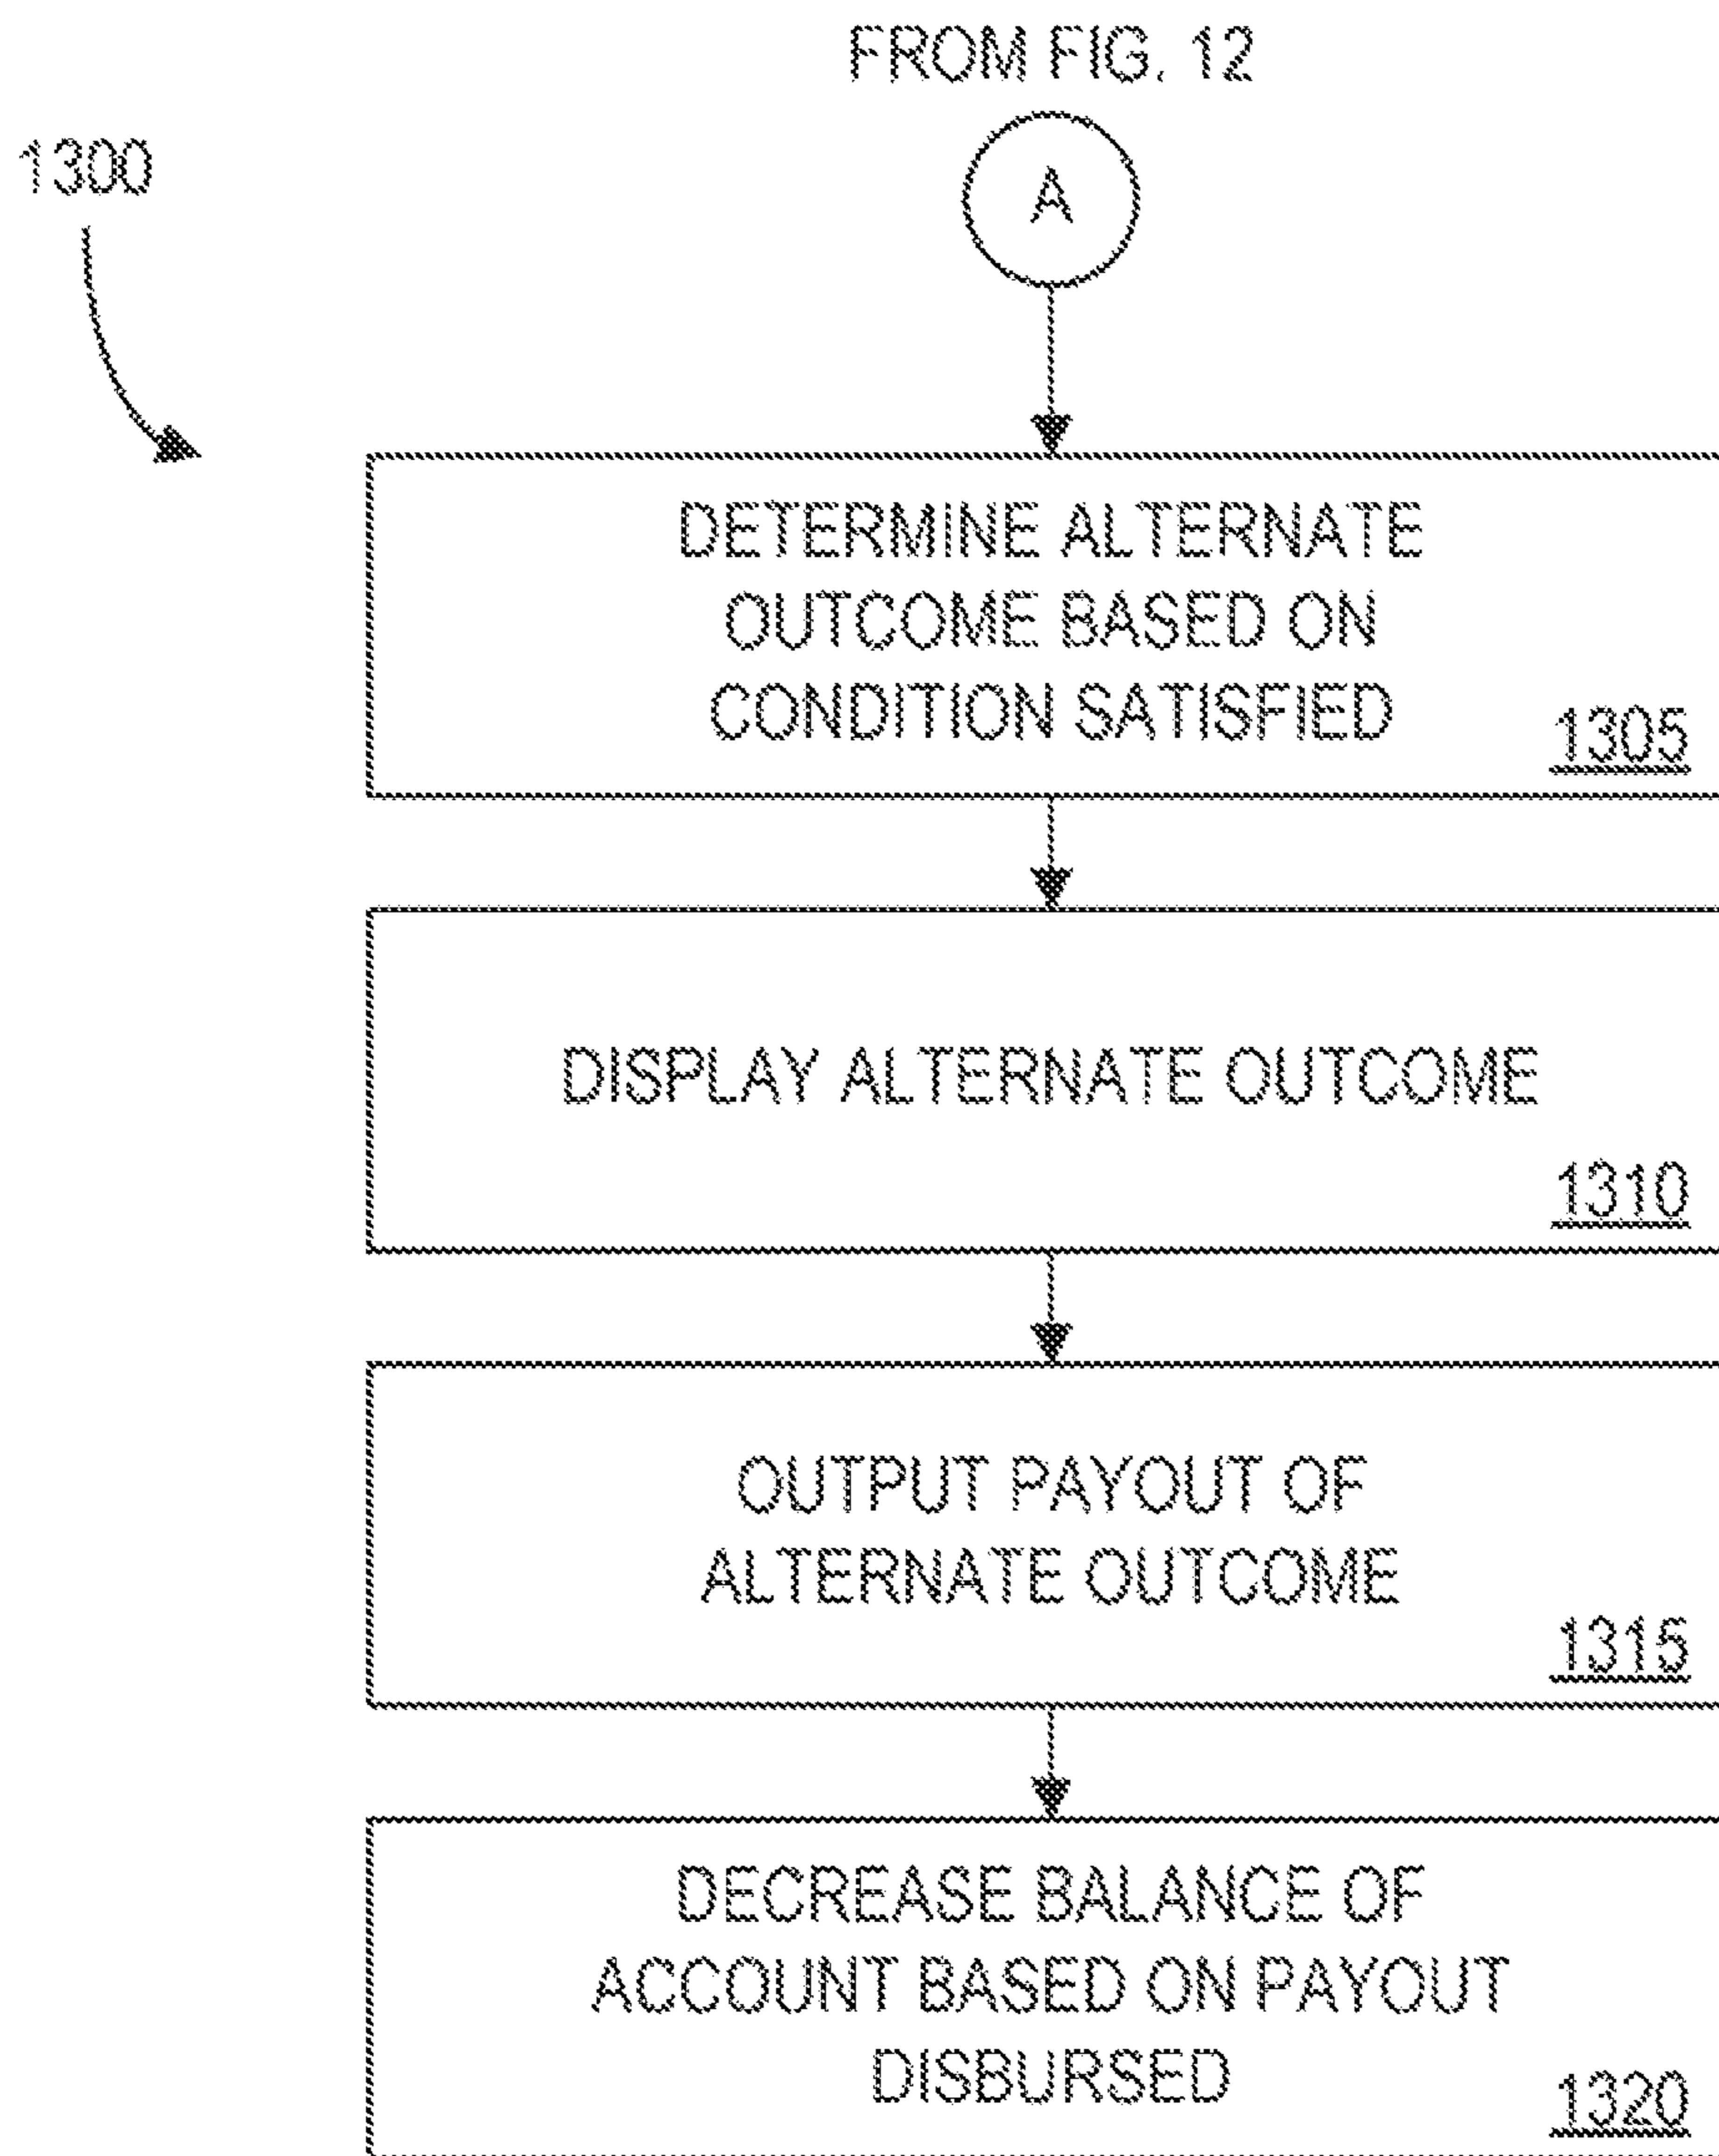 FROM FIG. 12
1300
A
DETERMINE ALTERNATE
OUTCOME BASED ON
CONDITION SATISFIED
1305
DISPLAY ALTERNATE OUTCOME
1310
OUTPUT PAYOUT OF
ALTERNATE OUTCOME
1315
DECREASE BALANCE OF
ACCOUNT BASED ON PAYOUT
DISBURSED
1320